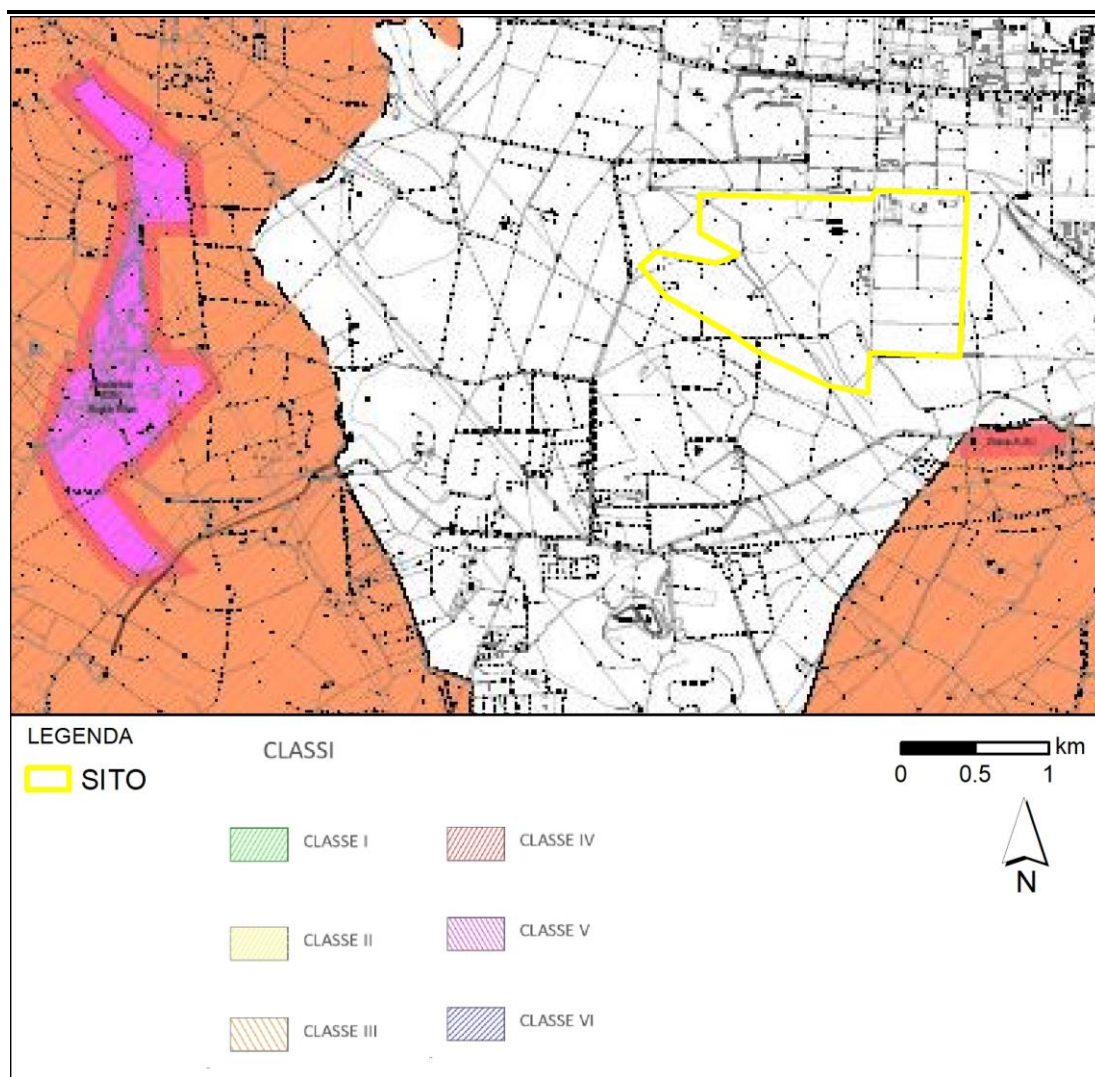 LEGENDA
CLASSI
SITO
km
0 0.5 1
N
CLASSE I
CLASSE IV
CLASSE II
CLASSE V
CLASSE III
CLASSE VI